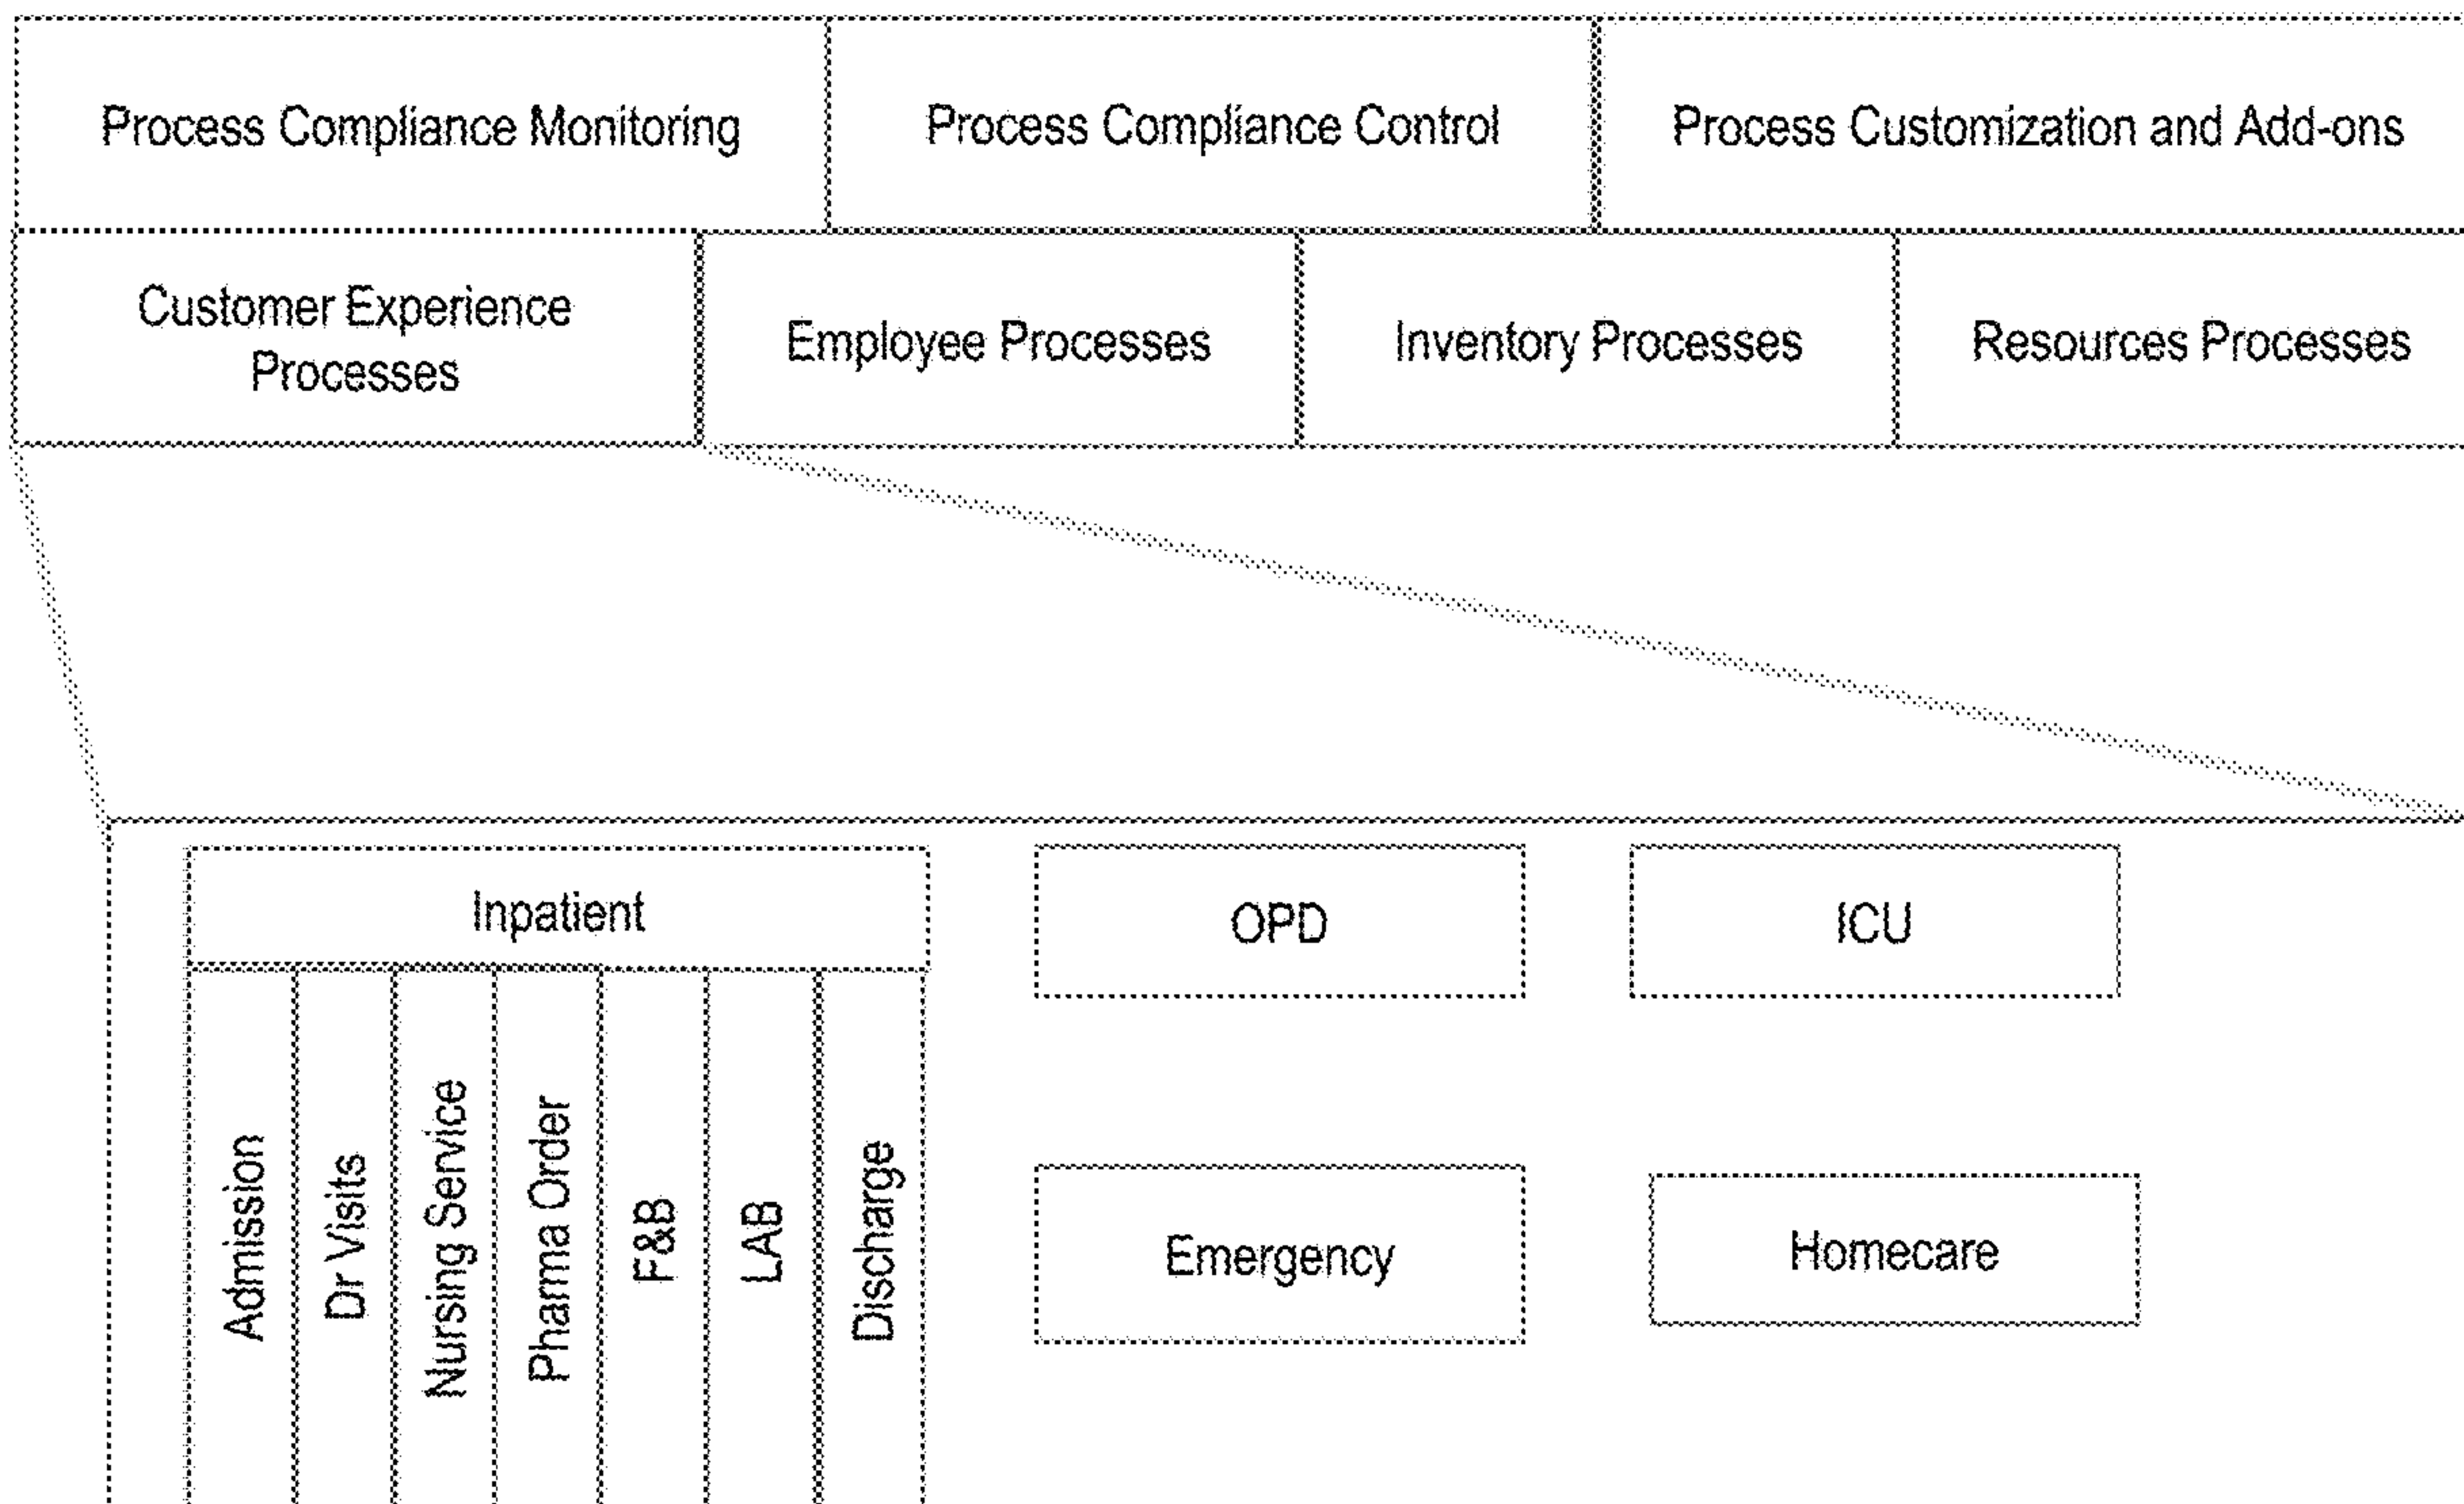 Process Compliance Monitoring
Process Compliance Control
Process Customization and Add-ons
Customer Experience
Processes
Employee Processes
Inventory Processes
Resources Processes
Inpatient
OPD
ICU
Admission
Dr Visits
Nursing Service
Pharma Order
F&B
LAB
Discharge
Emergency
Homecare